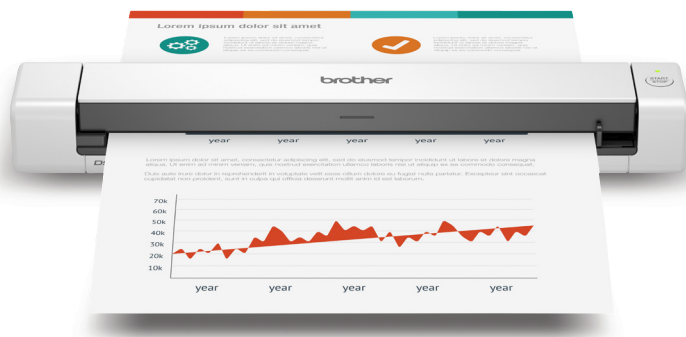 Lorem ipsum dolor sit amet
brother
START
STOP
year year year year year
DS
Lorem ipsum dolor sit amet, consectetur adipiscing elit, sed do eiusmod tempor incididunt ut labore et dolore magna
aliqua. Ut enim ad minim veniam, quis nostrud exercitation ullamco laboris nisi ut aliquip ex ea commodo consequat.
Duis aute irure dolor in reprehenderit in voluptate velit esse cillum dolore eu fugiat nulla pariatur. Excepteur sint occaecat
cupidatat non proident, sunt in culpa qui officia deserunt mollit anim id est laborum.
70k
60k
50k
40k
30k
20k
10k
year year year year year